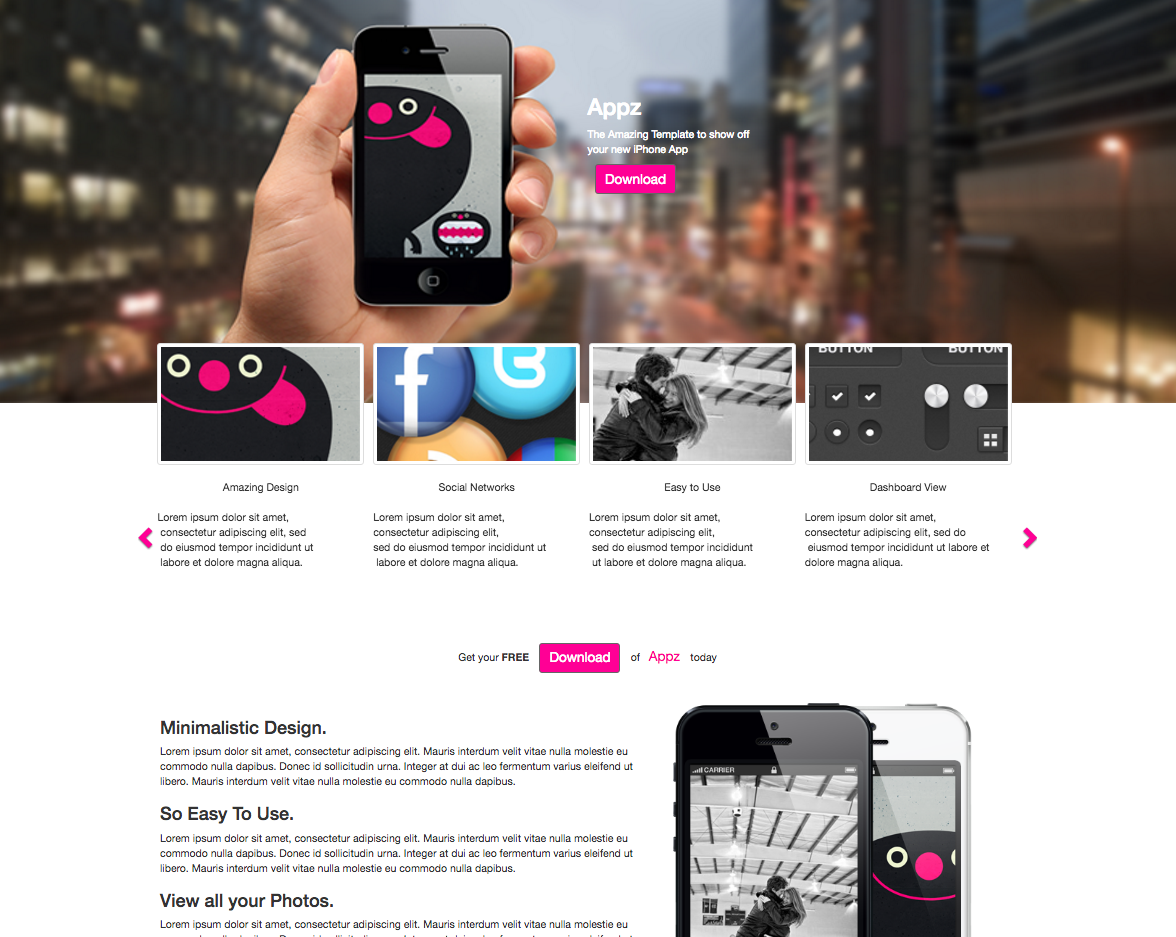 Appz
The Amazing Template to show off
your new iPhone App
Download
BUTTON BUTTON
Amazing Design
Lorem ipsum dolor sit amet,
consectetur adipiscing elit, sed
do eiusmod tempor incididunt ut
labore et dolore magna aliqua.
Social Networks
Lorem ipsum dolor sit amet,
consectetur adipiscing elit,
sed do eiusmod tempor incididunt ut
labore et dolore magna aliqua.
Easy to Use
Lorem ipsum dolor sit amet,
consectetur adipiscing elit,
sed do eiusmod tempor incididunt
ut labore et dolore magna aliqua.
Dashboard View
Lorem ipsum dolor sit amet,
consectetur adipiscing elit, sed do
eiusmod tempor incididunt ut labore et
dolore magna aliqua.
Get your FREE Download of Appz today
Minimalistic Design.
Lorem ipsum dolor sit amet, consectetur adipiscing elit. Mauris interdum velit vitae nulla molestie eu
commodo nulla dapibus. Donec id sollicitudin urna. Integer at dui ac leo fermentum varius eleifend ut
libero. Mauris interdum velit vitae nulla molestie eu commodo nulla dapibus.
So Easy To Use.
Lorem ipsum dolor sit amet, consectetur adipiscing elit. Mauris interdum velit vitae nulla molestie eu
commodo nulla dapibus. Donec id sollicitudin urna. Integer at dui ac leo fermentum varius eleifend ut
libero. Mauris interdum velit vitae nulla molestie eu commodo nulla dapibus.
View all your Photos.
Lorem ipsum dolor sit amet, consectetur adipiscing elit. Mauris interdum velit vitae nulla molestie eu
CARRIER